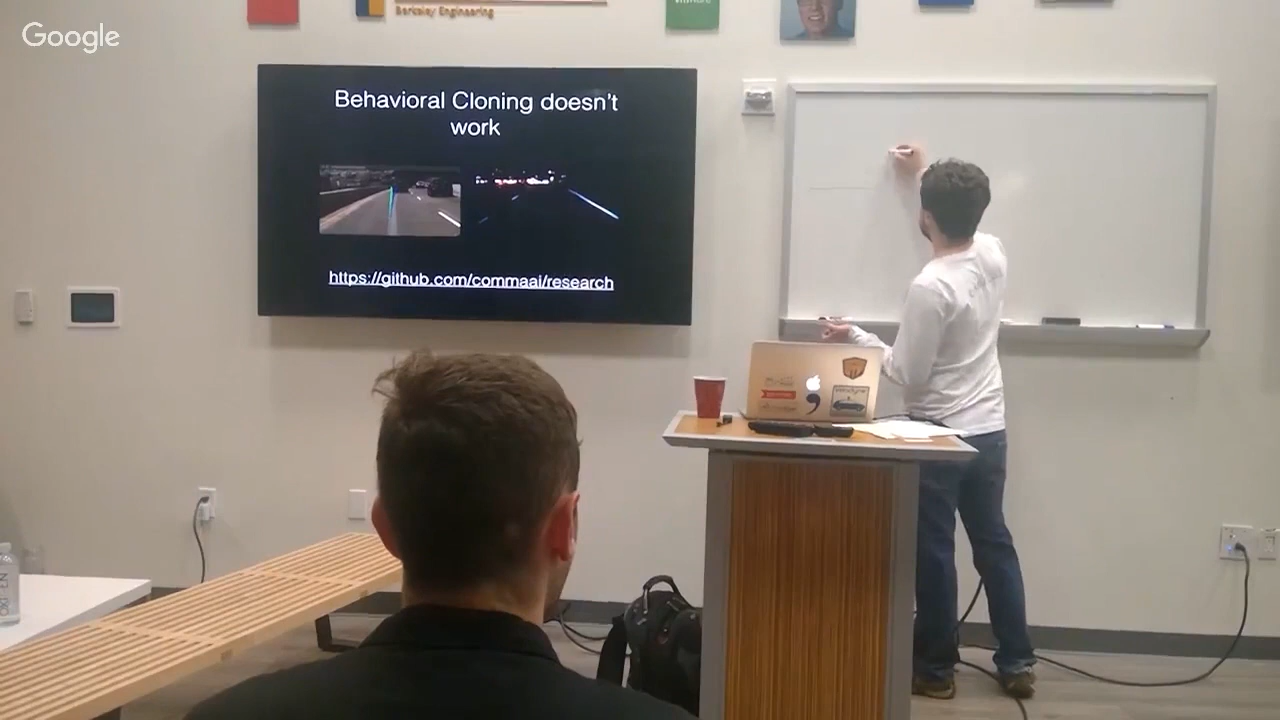 Google
Berkeley Engineering
Behavioral Cloning doesn't
work
https://github.com/commaai/research